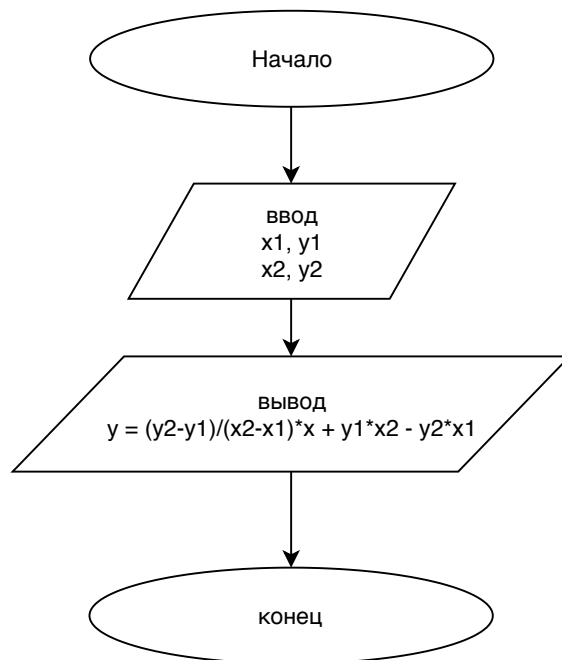 Начало
ввод
x1, y1
x2, y2
вывод
y = (y2-y1)/(x2-x1)*x + y1*x2 - y2*x1
конец